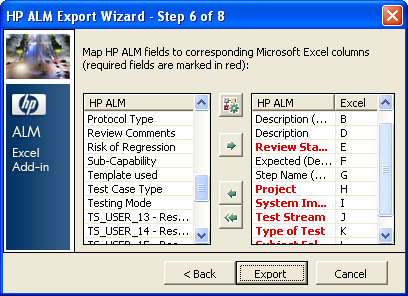 HP ALM Export Wizard - Step 6 of 8
Map HP ALM fields to corresponding Microsoft Excel columns
(required fields are marked in red):
hp
ALM
Excel
Add-in
HP ALM
Protocol Type
Review Comments
Risk of Regression
Sub-Capability
Template used
Test Case Type
Testing Mode
TS_USER_13 - Res...
TS_USER_14 - Res...
TS_USER_15 - Res...
HP ALM Excel
Description (... B
Description D
Review Sta... E
Expected (De... F
Step Name (... G
Project H
System Im... I
Test Stream J
Type of Test K
Subject Fol... L
< Back Export Cancel